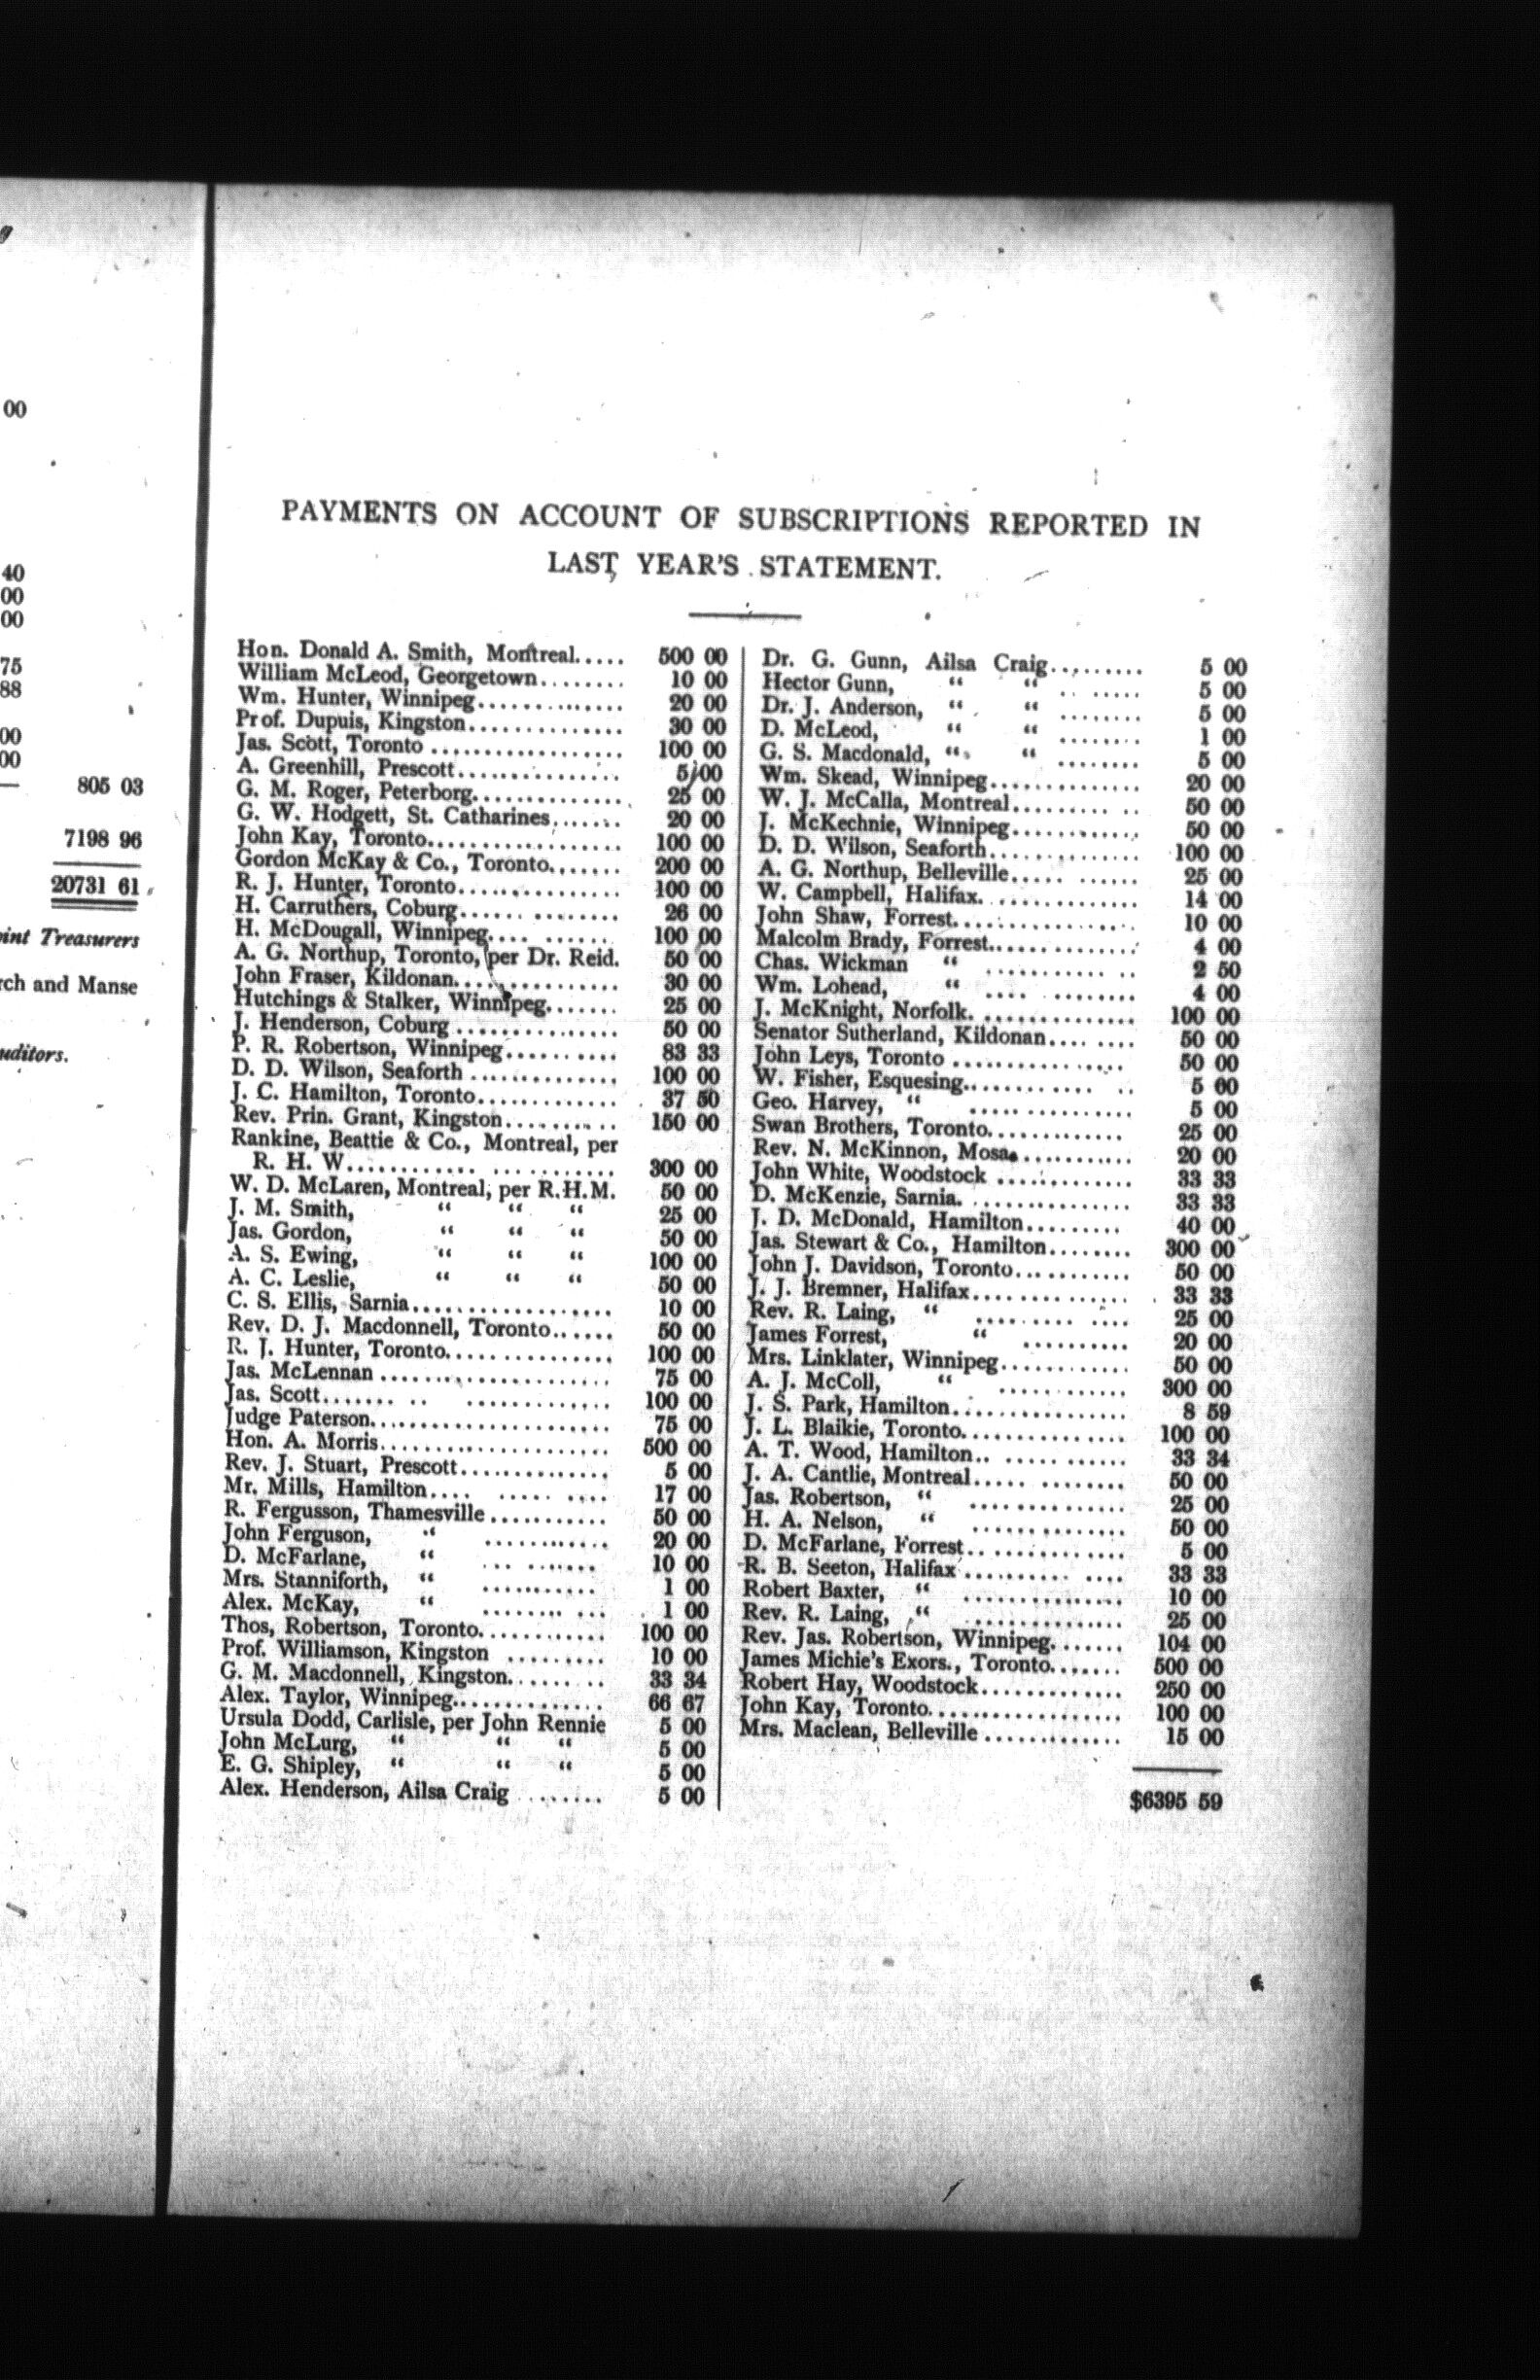 00
40
00
00
75
88
00
00
805 03
7198 96
20731 61
int Treasurers
rch and Manse
uditors.
PAYMENTS ON ACCOUNT OF SUBSCRIPTIONS REPORTED IN
LAST YEAR'S STATEMENT.
Hon. Donald A. Smith, Montreal..... 500 00
William McLeod, Georgetown........ 10 00
Wm. Hunter, Winnipeg.............. 20 00
Prof. Dupuis, Kingston.............. 30 00
Jas. Scott, Toronto ................. 100 00
A. Greenhill, Prescott............... 5 00
G. M. Roger, Peterborg.............. 25 00
G. W. Hodgett, St. Catharines....... 20 00
John Kay, Toronto.................. 100 00
Gordon McKay & Co., Toronto....... 200 00
R. J. Hunter, Toronto............... 100 00
H. Carruthers, Coburg...... ........ 26 00
H. McDougall, Winnipeg.... ....... 100 00
A. G. Northup, Toronto, per Dr. Reid. 50 00
John Fraser, Kildonan............... 30 00
Hutchings & Stalker, Winnipeg....... 25 00
J. Henderson, Coburg ............... 50 00
P. R. Robertson, Winnipeg.......... 83 33
D. D. Wilson, Seaforth .............. 100 00
J. C. Hamilton, Toronto............. 37 50
Rev. Prin. Grant, Kingston.......... 150 00
Rankine, Beattie & Co., Montreal, per
R. H. W............ ........... 300 00
W. D. McLaren, Montreal, per R.H.M. 50 00
J. M. Smith, " " " 25 00
Jas. Gordon, " " " 50 00
A. S. Ewing, " " " 100 00
A. C. Leslie, " " " 50 00
C. S. Ellis, Sarnia................... 10 00
Rev. D. J. Macdonnell, Toronto...... 50 00
R. J. Hunter, Toronto............... 100 00
Jas. McLennan ..................... 75 00
Jas. Scott....... .. ............. 100 00
Judge Paterson...................... 75 00
Hon. A. Morris..................... 500 00
Rev. J. Stuart, Prescott.............. 5 00
Mr. Mills, Hamilton.... ..... .... 17 00
R. Fergusson, Thamesville........... 50 00
John Ferguson, " ........... 20 00
D. McFarlane, " ... ....... 10 00
Mrs. Stanniforth, " ........... 1 00
Alex. McKay, " ........ ... 1 00
Thos, Robertson, Toronto............ 100 00
Prof. Williamson, Kingston ......... 10 00
G. M. Macdonnell, Kingston......... 33 34
Alex. Taylor, Winnipeg.............. 66 67
Ursula Dodd, Carlisle, per John Rennie 5 00
John McLurg, " " " 5 00
E. G. Shipley, " " " 5 00
Alex. Henderson, Ailsa Craig ........ 5 00
Dr. G. Gunn, Ailsa Craig......... 5 00
Hector Gunn, " " .. ..... 5 00
Dr. J. Anderson, " " ........ 5 00
D. McLeod, " " ........ 1 00
G. S. Macdonald, " " ........ 5 00
Wm. Skead, Winnipeg.............. 20 00
W. J. McCalla, Montreal......... .. 50 00
J. McKechnie, Winnipeg............ 50 00
D. D. Wilson, Seaforth.............. 100 00
A. G. Northup, Belleville..... ...... 25 00
W. Campbell, Halifax.............. 14 00
John Shaw, Forrest................ 10 00
Malcolm Brady, Forrest............. 4 00
Chas. Wickman " ........... .. 2 50
Wm. Lohead, " .... ........ 4 00
J. McKnight, Norfolk............... 100 00
Senator Sutherland, Kildonan.... .... 50 00
John Leys, Toronto ................ 50 00
W. Fisher, Esquesing............ .. 5 00
Geo. Harvey, " ............... 5 00
Swan Brothers, Toronto............. 25 00
Rev. N. McKinnon, Mosa........... 20 00
John White, Woodstock ............. 33 33
D. McKenzie, Sarnia................ 33 33
J. D. McDonald, Hamilton......... 40 00
Jas. Stewart & Co., Hamilton........ 300 00
John J. Davidson, Toronto........... 50 00
J. J. Bremner, Halifax.............. 33 33
Rev. R. Laing, " .......... .... 25 00
James Forrest, " .......... 20 00
Mrs. Linklater, Winnipeg............ 50 00
A. J. McColl, " ............ 300 00
J. S. Park, Hamilton................ 8 59
J. L. Blaikie, Toronto............... 100 00
A. T. Wood, Hamilton.. ........... 33 34
J. A. Cantlie, Montreal..... ........ 50 00
Jas. Robertson, " .............. 25 00
H. A. Nelson, " .............. 50 00
D. McFarlane, Forrest.............. 5 00
R. B. Seeton, Halifax.......... .... 33 33
Robert Baxter, " .............. 10 00
Rev. R. Laing, " .............. 25 00
Rev. Jas. Robertson, Winnipeg....... 104 00
James Michie's Exors., Toronto....... 500 00
Robert Hay, Woodstock............. 250 00
John Kay, Toronto.................. 100 00
Mrs. Maclean, Belleville............. 15 00
$6395 59